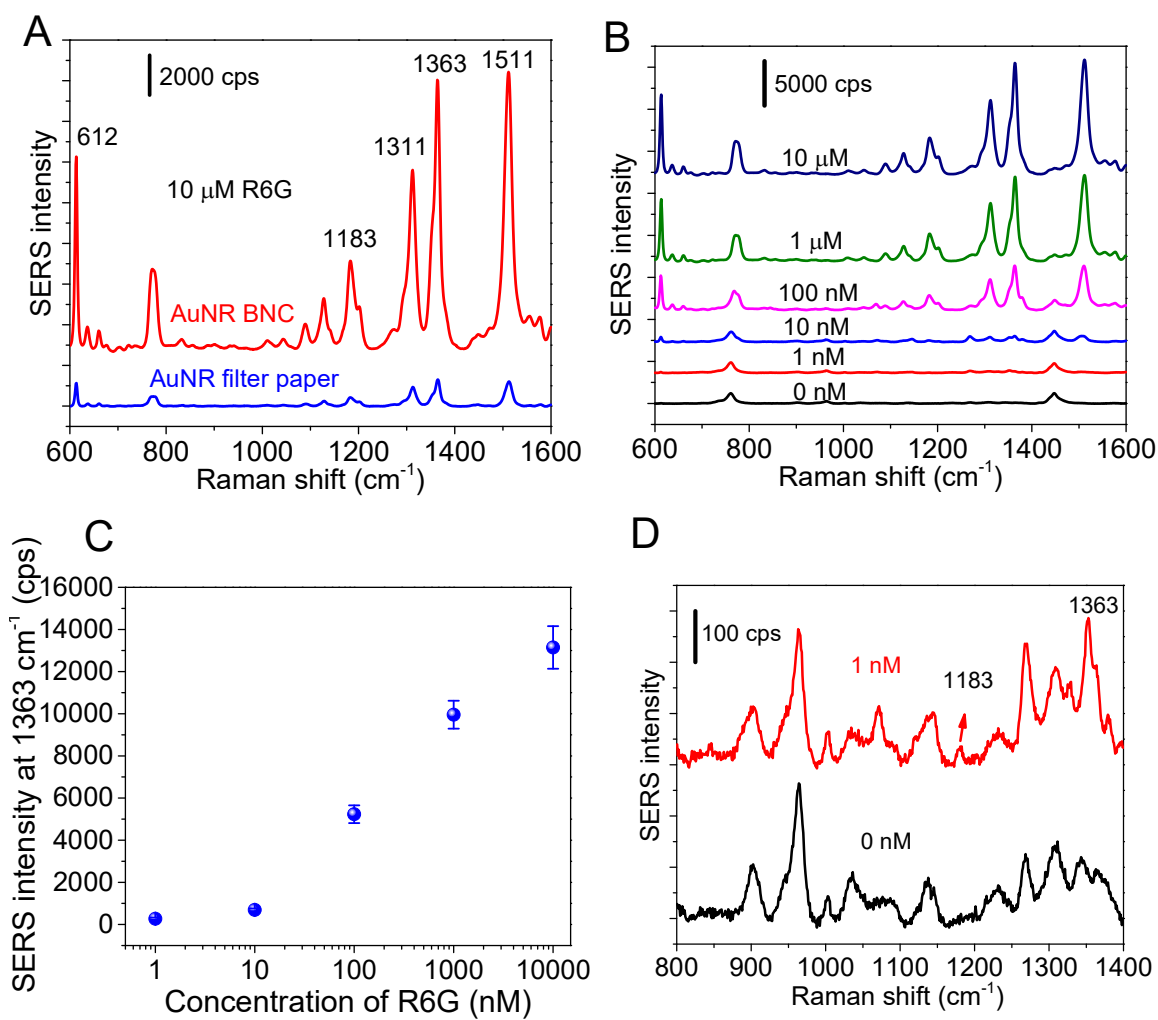 A
2000 cps
612
1311
1363
1511
10 μM R6G
1183
AuNR BNC
AuNR filter paper
SERS intensity
600 800 1000 1200 1400 1600
Raman shift (cm⁻¹)
B
5000 cps
10 μM
1 μM
100 nM
10 nM
1 nM
0 nM
SERS intensity
600 800 1000 1200 1400 1600
Raman shift (cm⁻¹)
C
SERS intensity at 1363 cm⁻¹ (cps)
16000
14000
12000
10000
8000
6000
4000
2000
0
1 10 100 1000 10000
Concentration of R6G (nM)
D
100 cps
1363
1 nM
1183
0 nM
SERS intensity
800 900 1000 1100 1200 1300 1400
Raman shift (cm⁻¹)